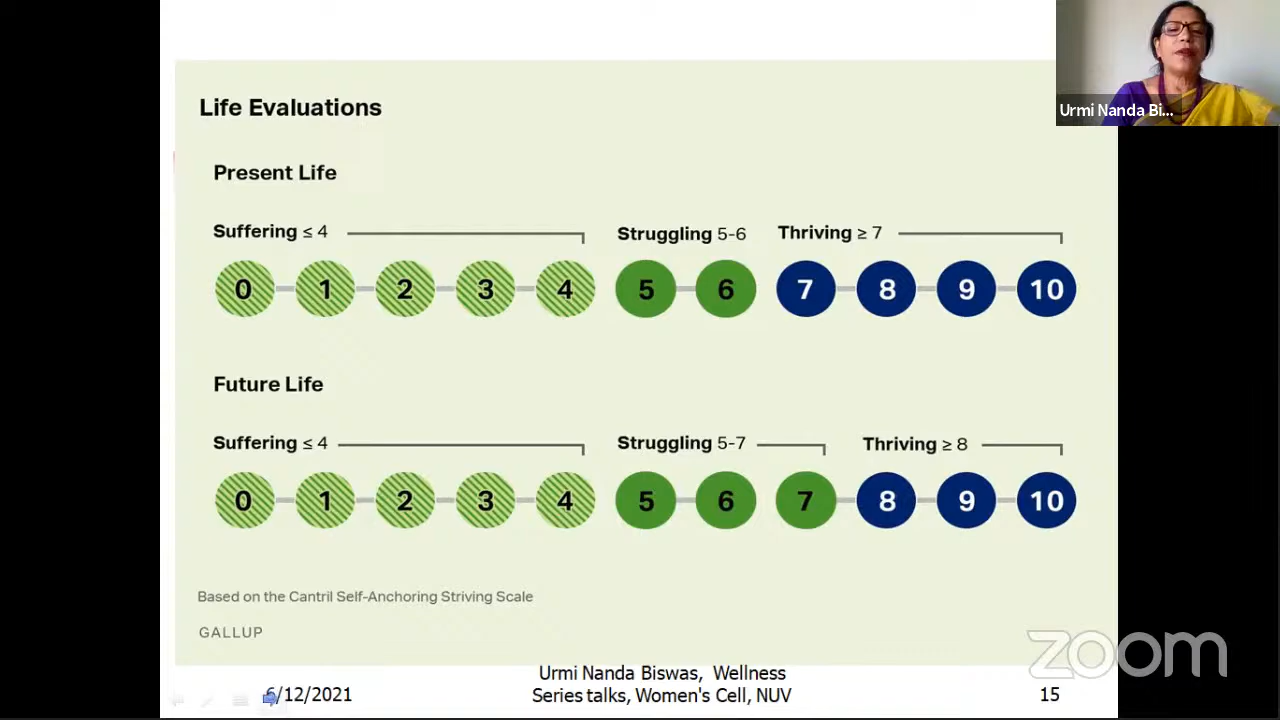 Life Evaluations
Present Life
Suffering ≤ 4
Struggling 5-6
Thriving ≥ 7
0 1 2 3 4 5 6 7 8 9 10
Future Life
Suffering ≤ 4
Struggling 5-7
Thriving ≥ 8
0 1 2 3 4 5 6 7 8 9 10
Based on the Cantril Self-Anchoring Striving Scale
GALLUP
Urmi Nanda Bi...
zoom
6/12/2021
Urmi Nanda Biswas, Wellness
Series talks, Women's Cell, NUV
15